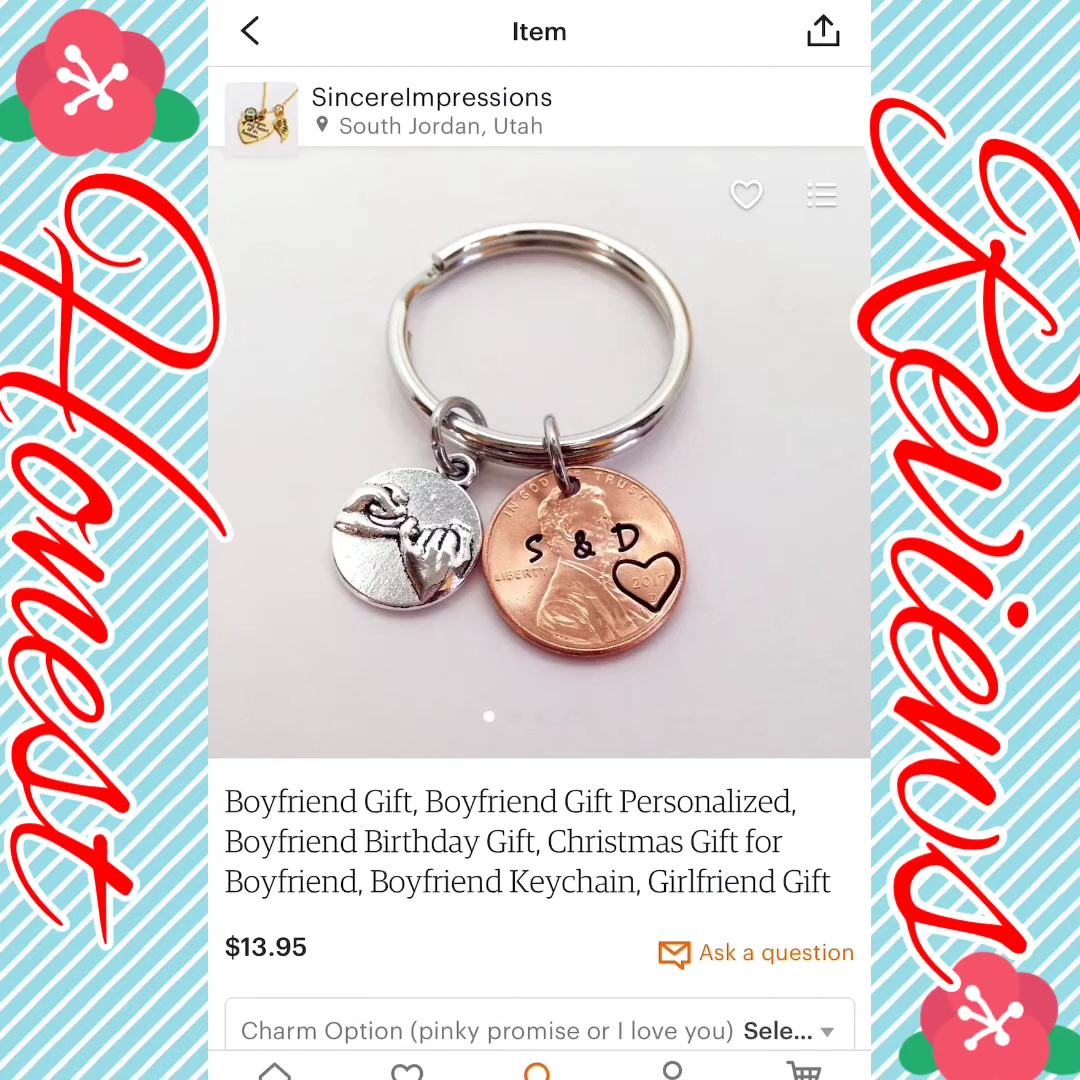 Item
SincereImpressions
South Jordan, Utah
Honest
Reviews
IN GOD WE TRUST
S & D
LIBERTY
2017
D
Boyfriend Gift, Boyfriend Gift Personalized,
Boyfriend Birthday Gift, Christmas Gift for
Boyfriend, Boyfriend Keychain, Girlfriend Gift
$13.95
Ask a question
Charm Option (pinky promise or I love you) Sele...